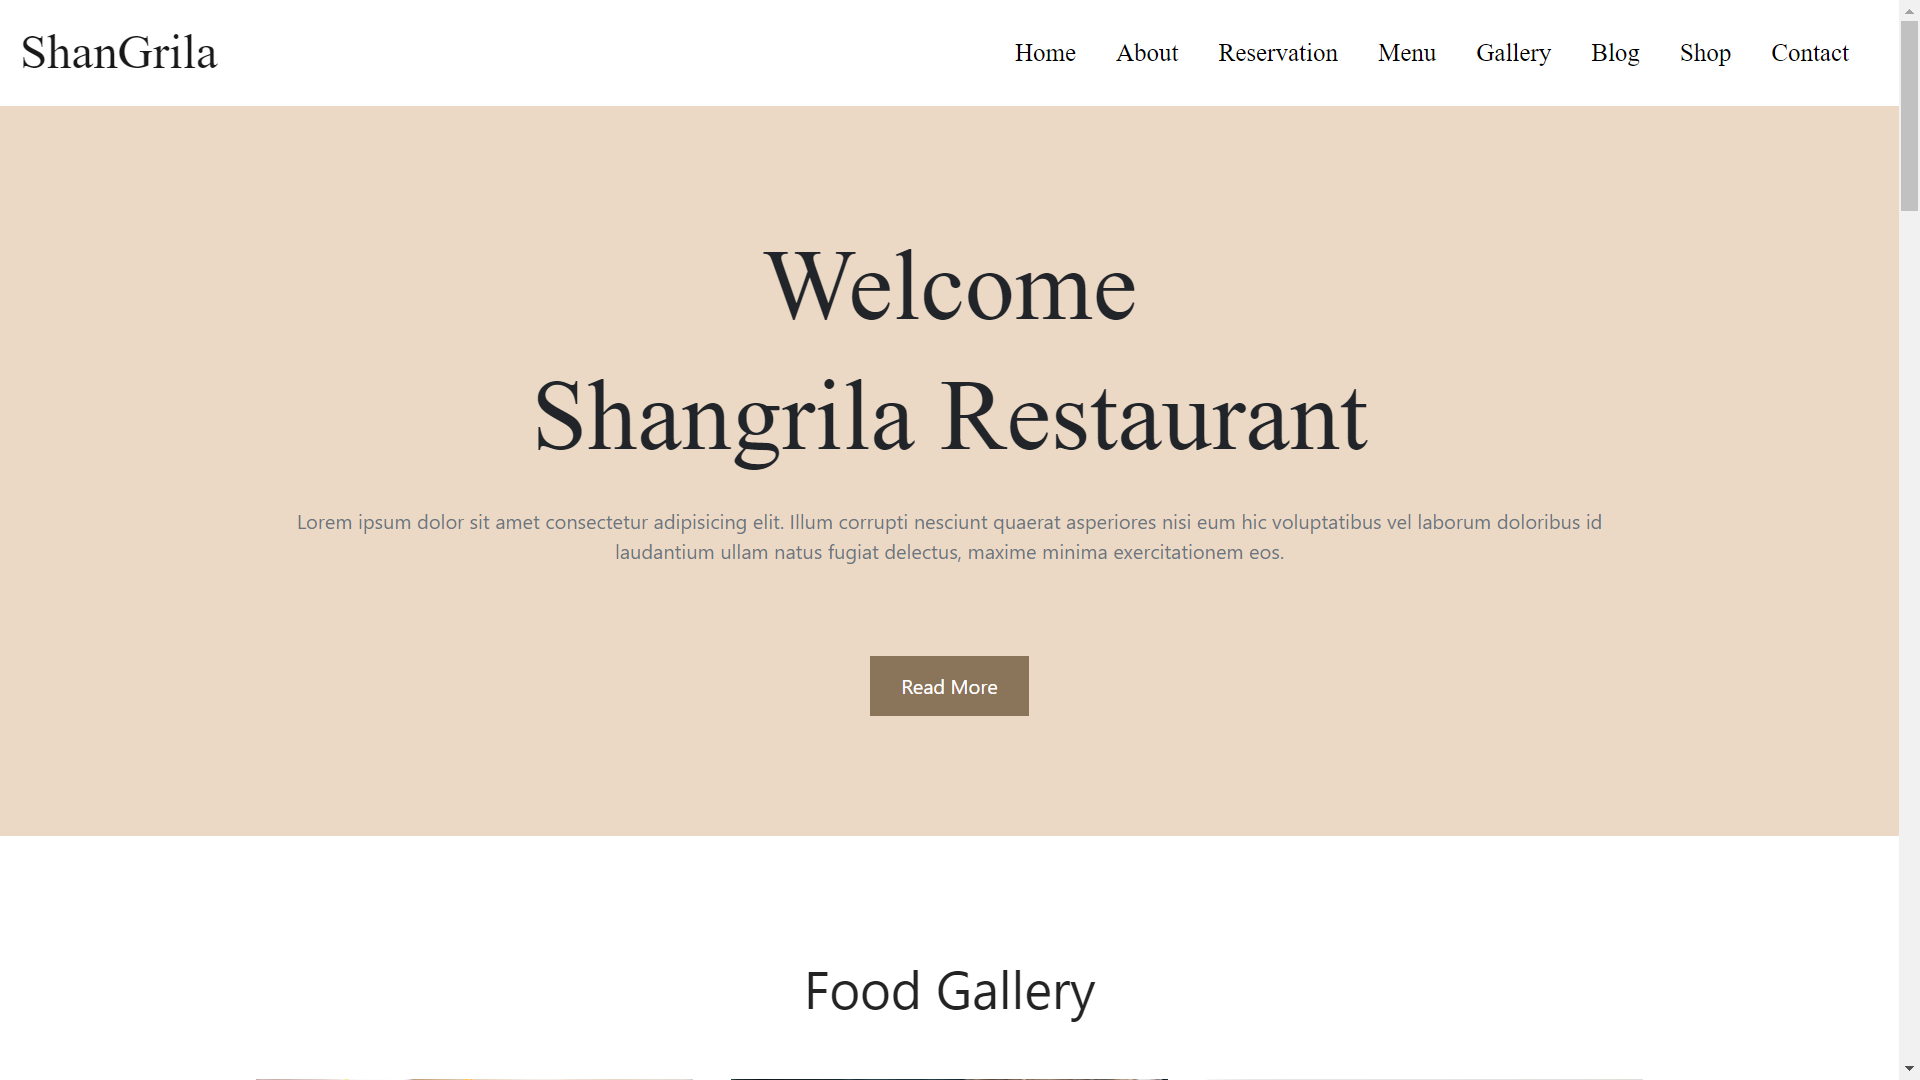 ShanGrila
Home About Reservation Menu Gallery Blog Shop Contact
Welcome
Shangrila Restaurant
Lorem ipsum dolor sit amet consectetur adipisicing elit. Illum corrupti nesciunt quaerat asperiores nisi eum hic voluptatibus vel laborum doloribus id
laudantium ullam natus fugiat delectus, maxime minima exercitationem eos.
Read More
Food Gallery